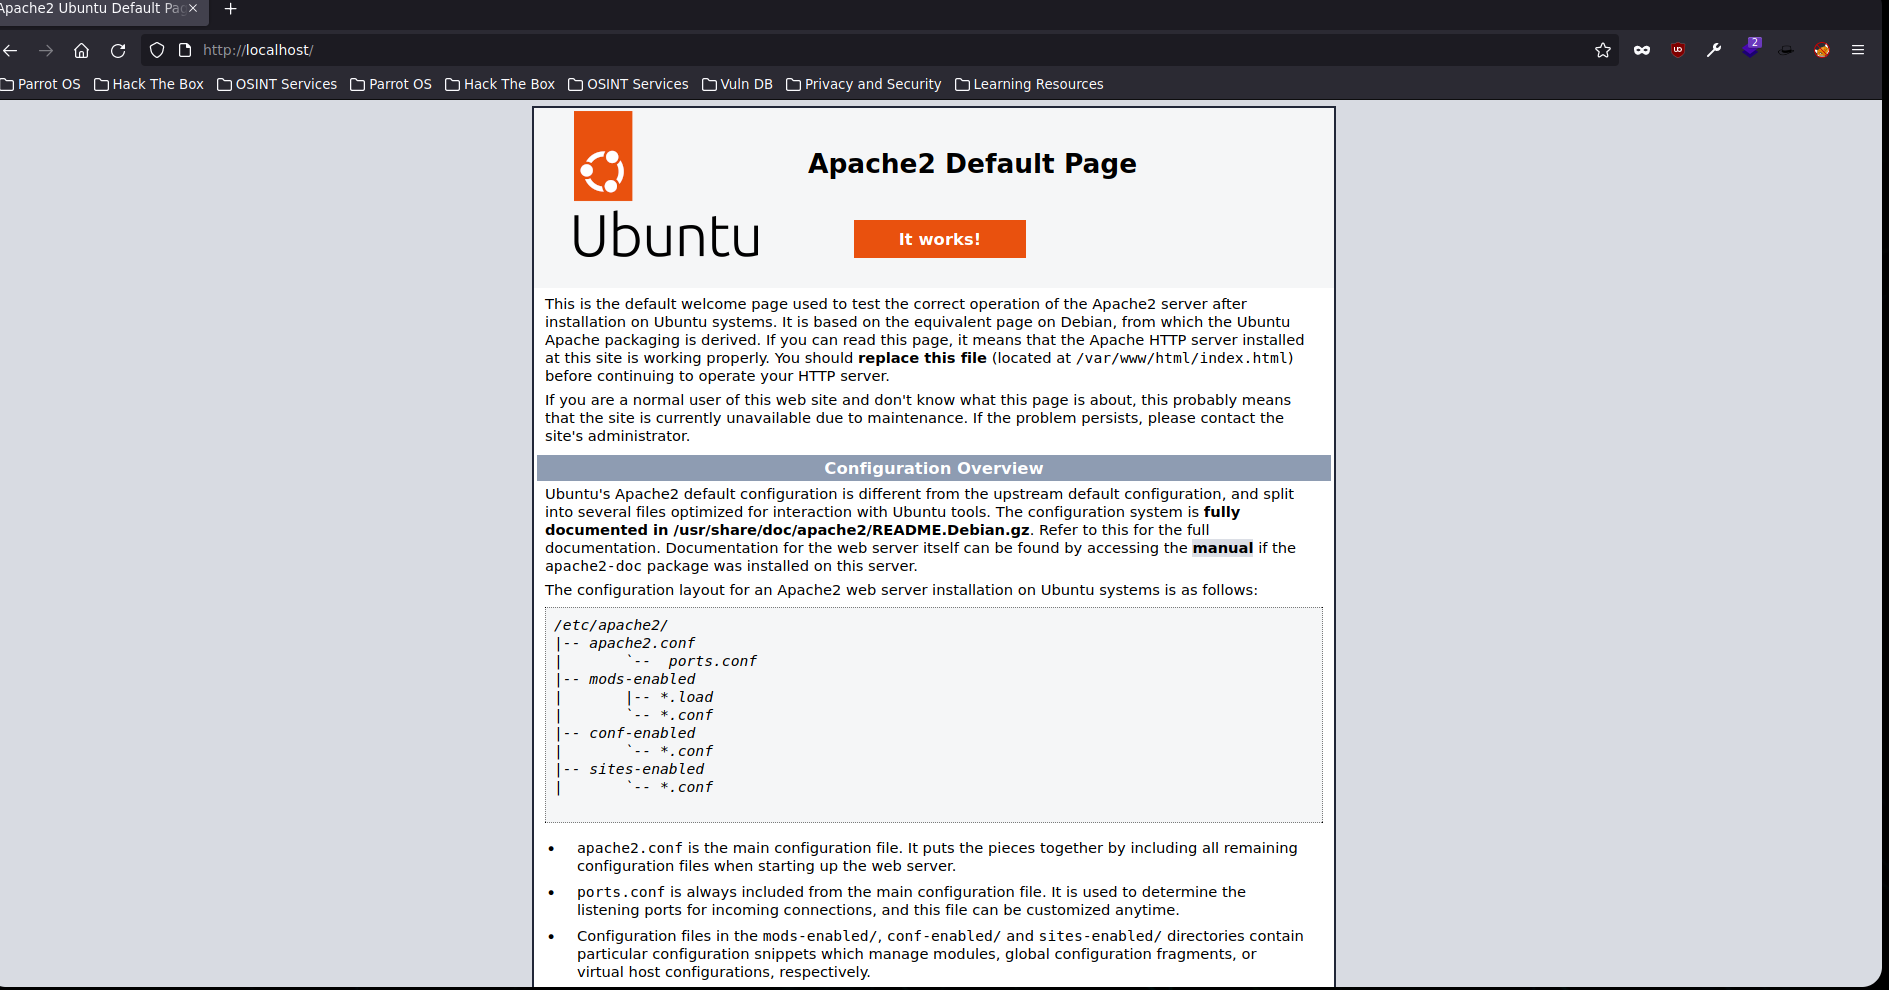 Apache2 Ubuntu Default Pag
http://localhost/
2
Parrot OS Hack The Box OSINT Services Parrot OS Hack The Box OSINT Services Vuln DB Privacy and Security Learning Resources
Apache2 Default Page
Ubuntu
It works!
This is the default welcome page used to test the correct operation of the Apache2 server after
installation on Ubuntu systems. It is based on the equivalent page on Debian, from which the Ubuntu
Apache packaging is derived. If you can read this page, it means that the Apache HTTP server installed
at this site is working properly. You should replace this file (located at /var/www/html/index.html)
before continuing to operate your HTTP server.
If you are a normal user of this web site and don't know what this page is about, this probably means
that the site is currently unavailable due to maintenance. If the problem persists, please contact the
site's administrator.
Configuration Overview
Ubuntu's Apache2 default configuration is different from the upstream default configuration, and split
into several files optimized for interaction with Ubuntu tools. The configuration system is fully
documented in /usr/share/doc/apache2/README.Debian.gz. Refer to this for the full
documentation. Documentation for the web server itself can be found by accessing the manual if the
apache2-doc package was installed on this server.
The configuration layout for an Apache2 web server installation on Ubuntu systems is as follows:
/etc/apache2/
|-- apache2.conf
|       `--  ports.conf
|-- mods-enabled
|       |-- *.load
|       `-- *.conf
|-- conf-enabled
|       `-- *.conf
|-- sites-enabled
|       `-- *.conf
• apache2.conf is the main configuration file. It puts the pieces together by including all remaining
configuration files when starting up the web server.
• ports.conf is always included from the main configuration file. It is used to determine the
listening ports for incoming connections, and this file can be customized anytime.
• Configuration files in the mods-enabled/, conf-enabled/ and sites-enabled/ directories contain
particular configuration snippets which manage modules, global configuration fragments, or
virtual host configurations, respectively.